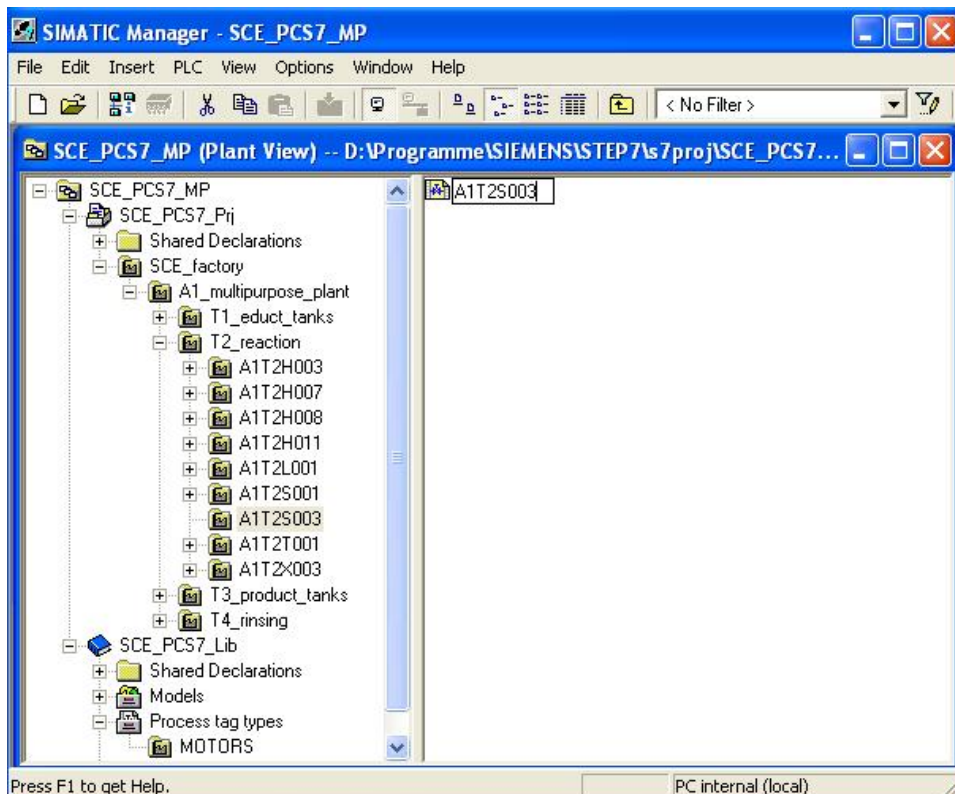 SIMATIC Manager - SCE_PCS7_MP
File Edit Insert PLC View Options Window Help
< No Filter >
SCE_PCS7_MP (Plant View) -- D:\Programme\SIEMENS\STEP7\s7proj\SCE_PCS7...
SCE_PCS7_MP
A1T2S003
SCE_PCS7_Prj
Shared Declarations
SCE_factory
A1_multipurpose_plant
T1_educt_tanks
T2_reaction
A1T2H003
A1T2H007
A1T2H008
A1T2H011
A1T2L001
A1T2S001
A1T2S003
A1T2T001
A1T2X003
T3_product_tanks
T4_rinsing
SCE_PCS7_Lib
Shared Declarations
Models
Process tag types
MOTORS
Press F1 to get Help.
PC internal (local)